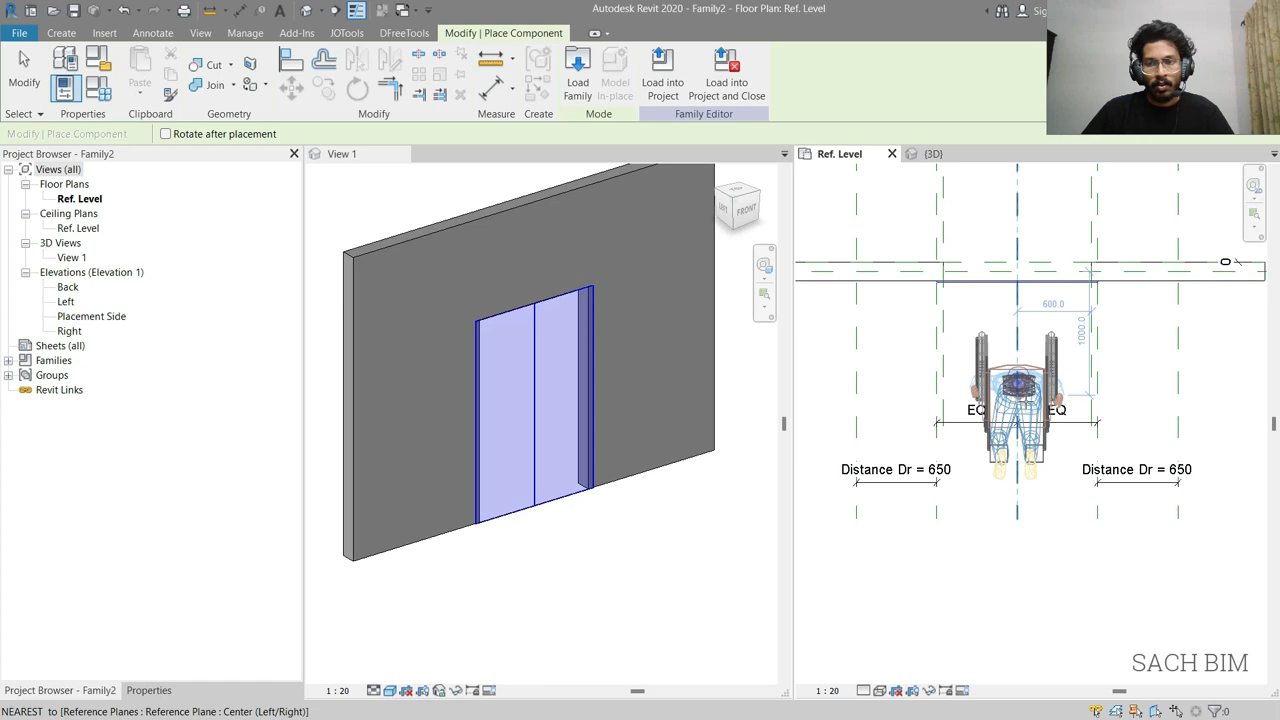 Autodesk Revit 2020 - Family2 - Floor Plan: Ref. Level
Sig
File Create Insert Annotate View Manage Add-Ins JOTools DFreeTools Modify | Place Component
Modify
Paste
Cut
Join
Load Family
Model In-place
Load into Project
Load into Project and Close
Select Properties Clipboard Geometry Modify Measure Create Mode Family Editor
Modify | Place Component
Rotate after placement
Project Browser - Family2
View 1
Ref. Level
{3D}
Views (all)
Floor Plans
Ref. Level
Ceiling Plans
Ref. Level
3D Views
View 1
Elevations (Elevation 1)
Back
Left
Placement Side
Right
Sheets (all)
Families
Groups
Revit Links
TOP
LEFT
FRONT
0
600.0
1000.0
EQ
EQ
Distance Dr = 650
Distance Dr = 650
SACH BIM
Project Browser - Family2
Properties
1 : 20
1 : 20
NEAREST to [Reference Planes : Reference Plane : Center (Left/Right)]
:0